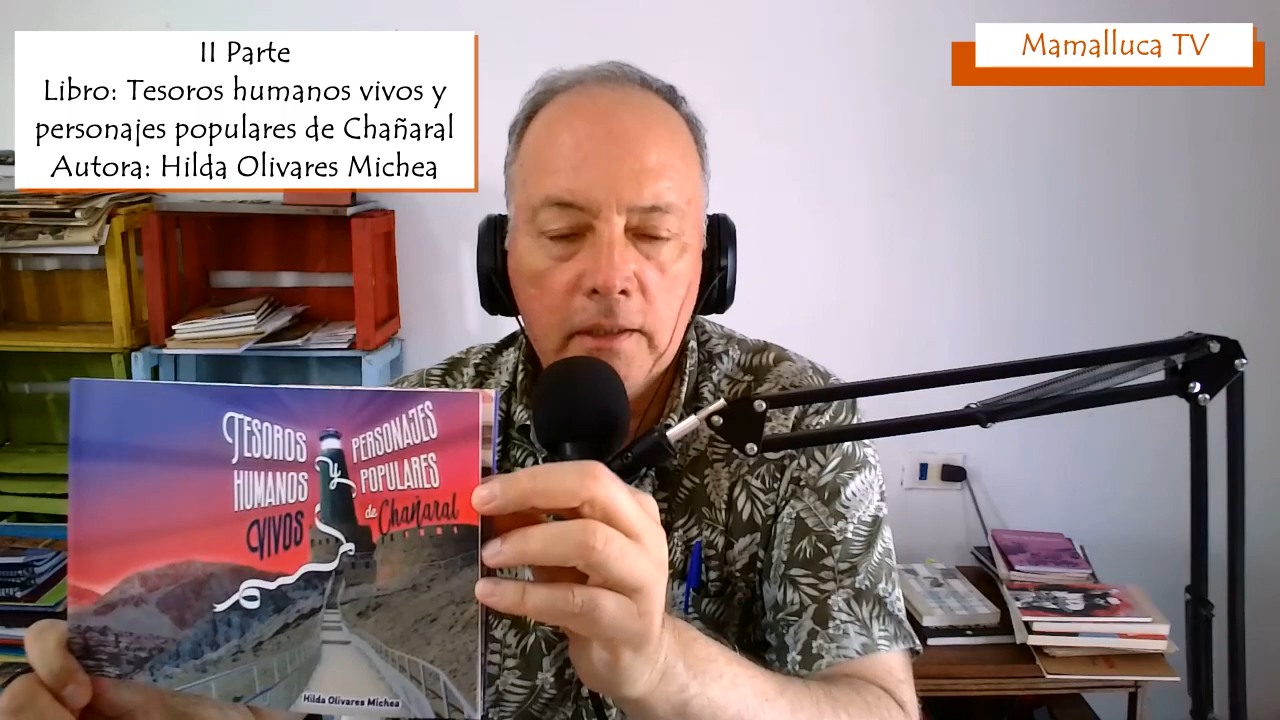 II Parte
Libro: Tesoros humanos vivos y
personajes populares de Chañaral
Autora: Hilda Olivares Michea
Mamalluca TV
TESOROS
HUMANOS
VIVOS
y
PERSONAJES
POPULARES
de Chañaral
Hilda Olivares Michea